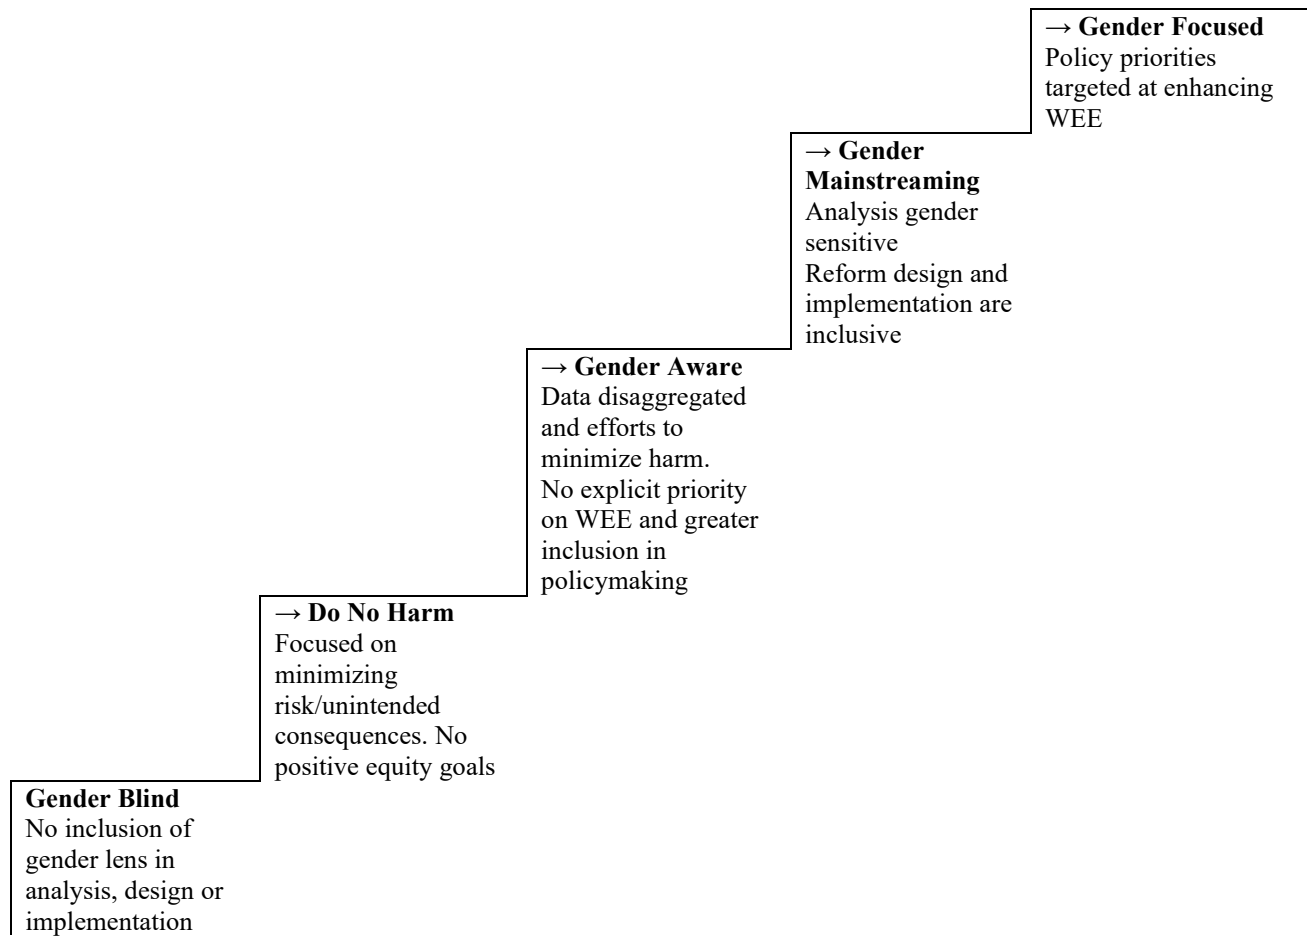 → Gender Focused
Policy priorities
targeted at enhancing
WEE
→ Gender
Mainstreaming
Analysis gender
sensitive
Reform design and
implementation are
inclusive
→ Gender Aware
Data disaggregated
and efforts to
minimize harm.
No explicit priority
on WEE and greater
inclusion in
policymaking
→ Do No Harm
Focused on
minimizing
risk/unintended
consequences. No
positive equity goals
Gender Blind
No inclusion of
gender lens in
analysis, design or
implementation